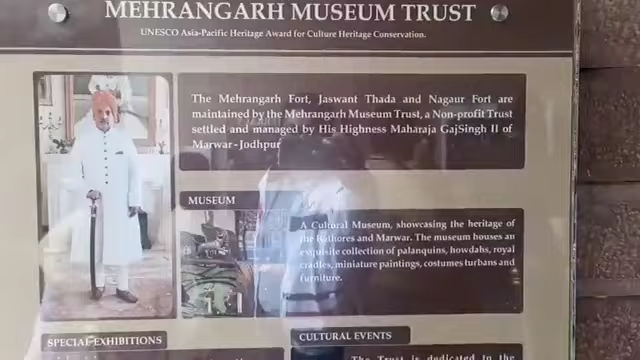 MEHRANGARH MUSEUM TRUST
UNESCO Asia-Pacific Heritage Award for Culture Heritage Conservation.
The Mehrangarh Fort, Jaswant Thada and Nagaur Fort are
maintained by the Mehrangarh Museum Trust, a Non-profit Trust
settled and managed by His Highness Maharaja GajSingh II of
Marwar - Jodhpur
MUSEUM
A Cultural Museum, showcasing the heritage of
the Rathores and Marwar. The museum houses an
exquisite collection of palanquins, howdahs, royal
cradles, miniature paintings, costumes turbans and
furniture.
SPECIAL EXHIBITIONS
CULTURAL EVENTS
The Trust is dedicated to the